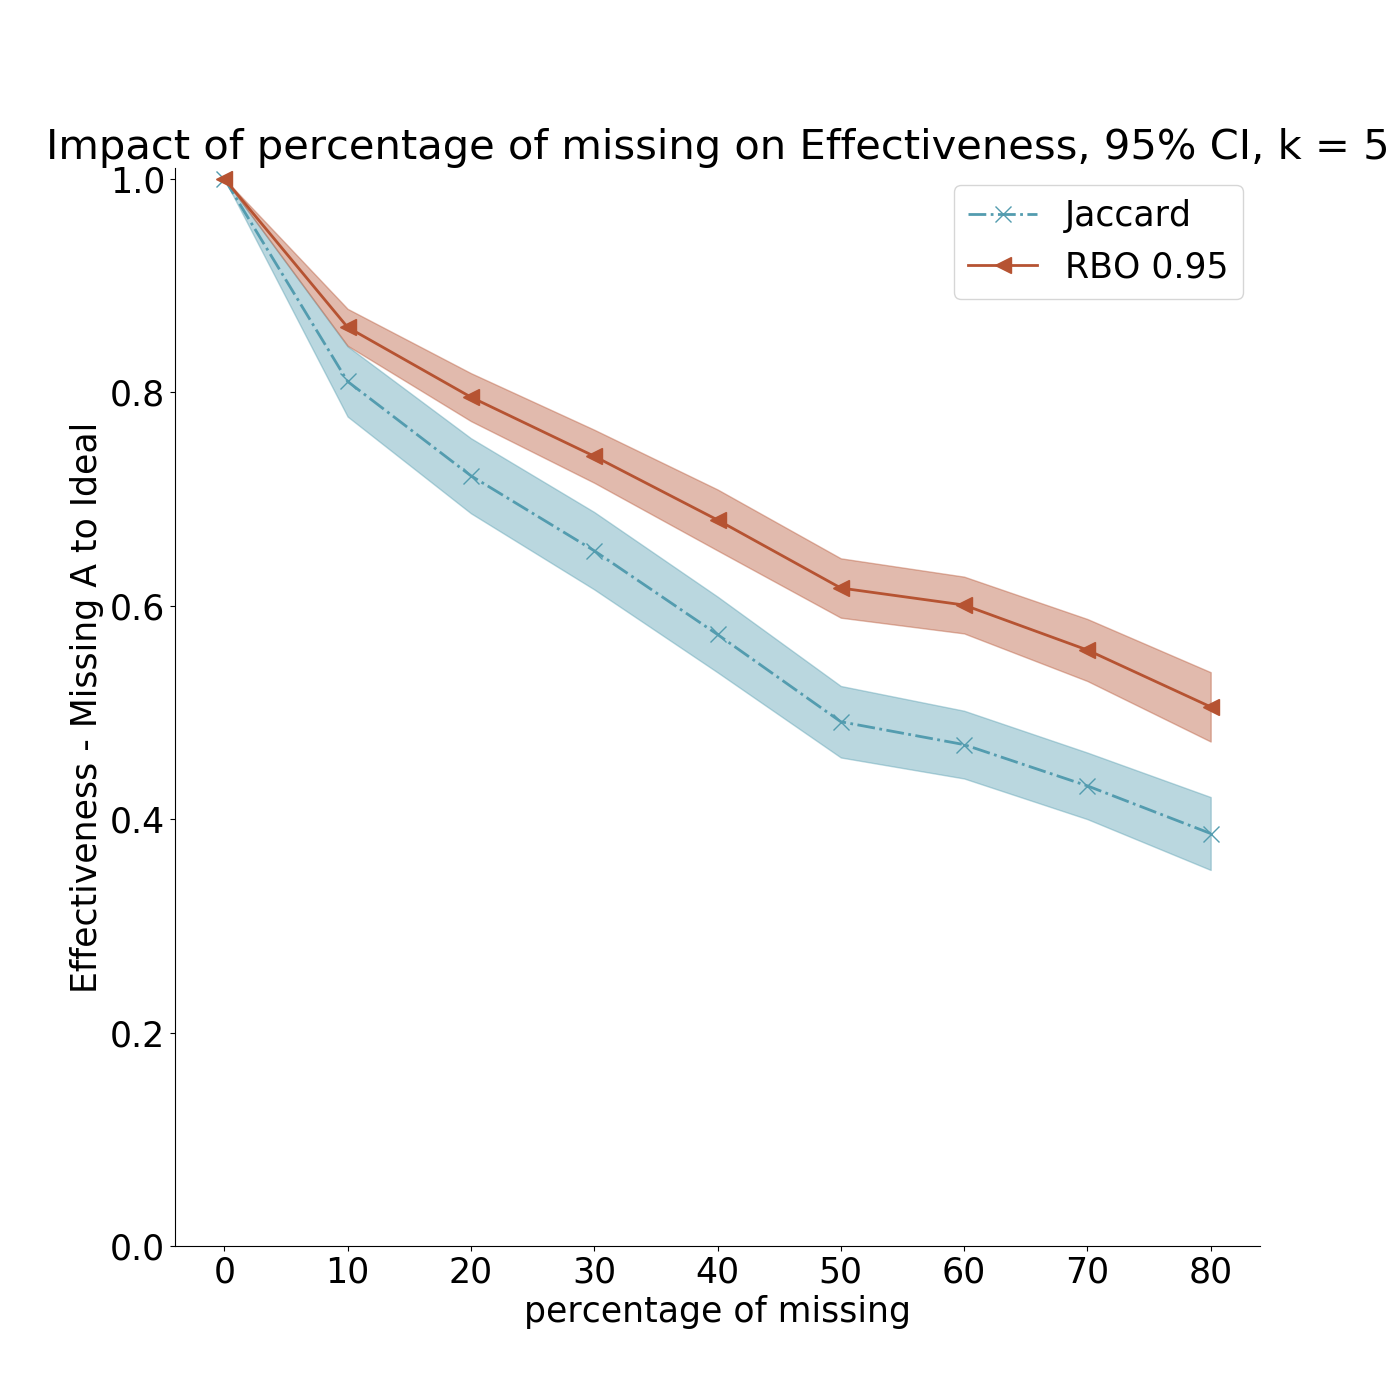 Impact of percentage of missing on Effectiveness, 95% CI, k = 5
Jaccard
RBO 0.95
Effectiveness - Missing A to Ideal
1.0
0.8
0.6
0.4
0.2
0.0
0 10 20 30 40 50 60 70 80
percentage of missing